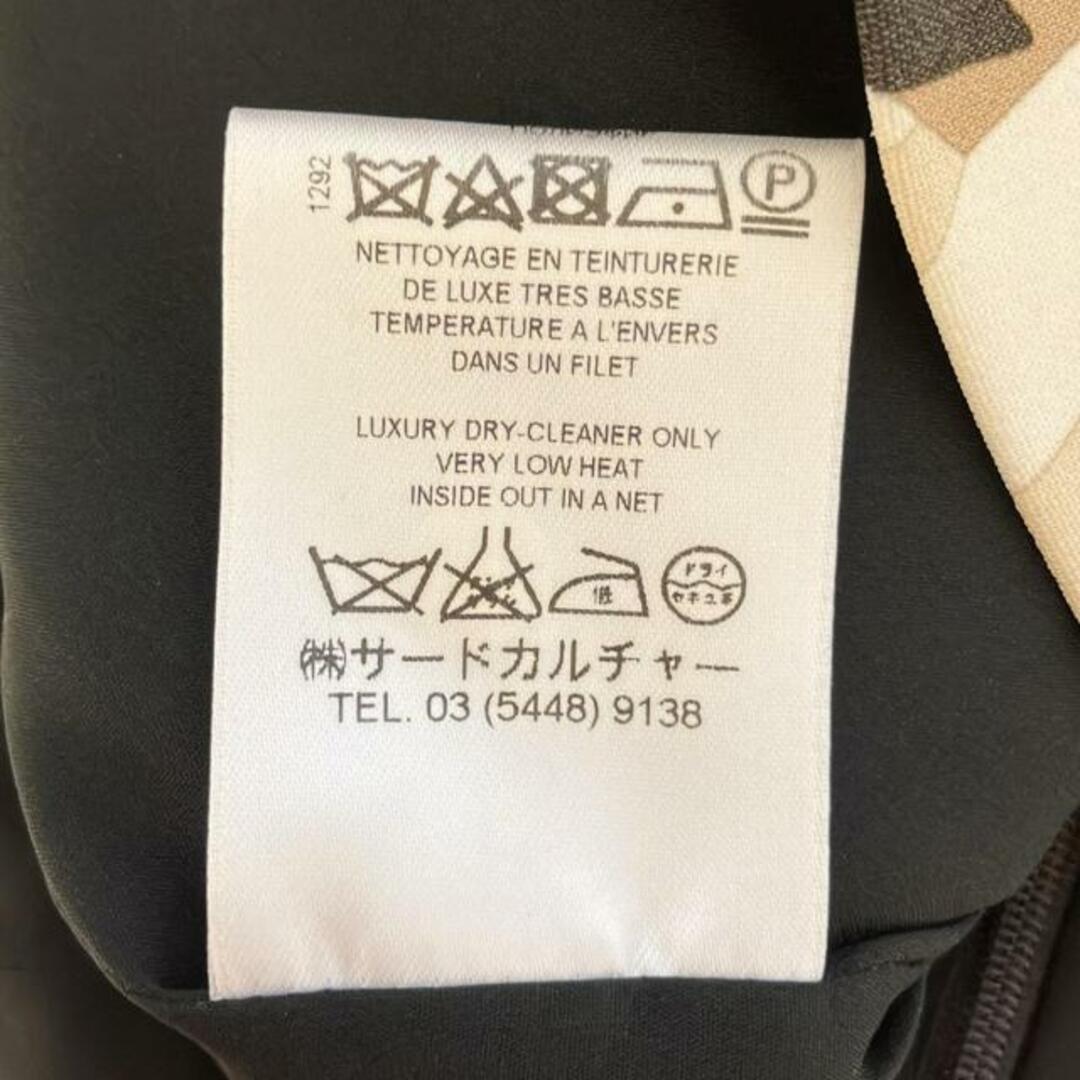 1292
P
NETTOYAGE EN TEINTURERIE
DE LUXE TRES BASSE
TEMPERATURE A L'ENVERS
DANS UN FILET
LUXURY DRY-CLEANER ONLY
VERY LOW HEAT
INSIDE OUT IN A NET
低
ドライ
セキユ系
㈱サードカルチャー
TEL. 03 (5448) 9138